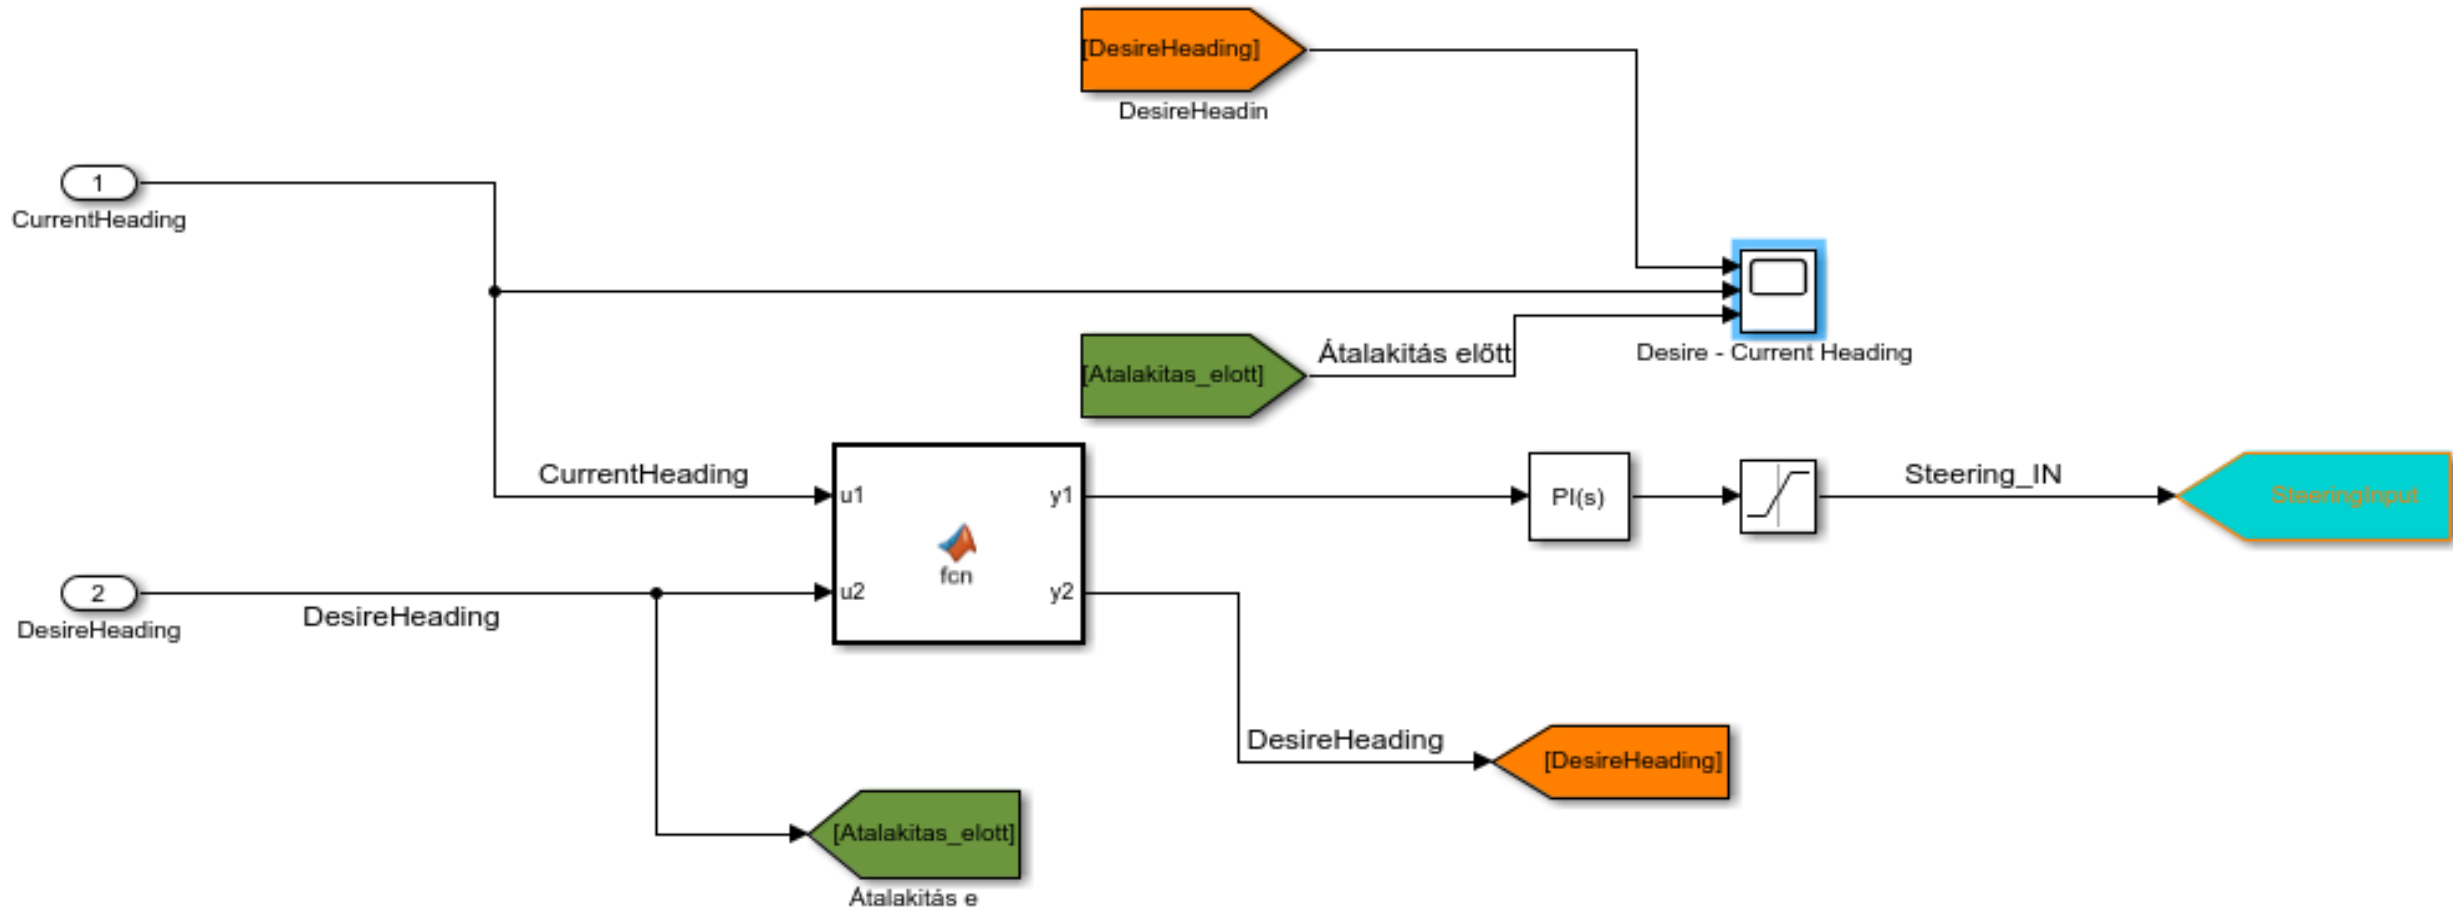 [DesireHeading]
DesireHeadin
1
CurrentHeading
Átalakitás előtt
[Atalakitas_elott]
Desire - Current Heading
CurrentHeading
u1
y1
PI(s)
Steering_IN
SteeringInput
fcn
2
DesireHeading
DesireHeading
u2
y2
DesireHeading
[DesireHeading]
[Atalakitas_elott]
Átalakitás e